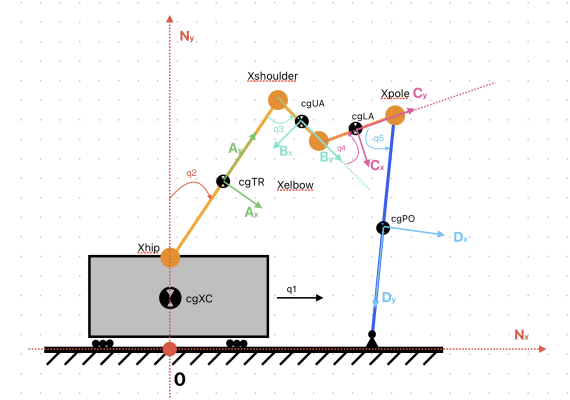 Ny
Xshoulder
cgUA
Xpole
Cy
cgLA
q3
Ay
Bx
By
q4
-q5
Cx
q2
cgTR
Xelbow
Ax
cgPO
Dx
Xhip
q1
cgXC
Dy
Nx
0